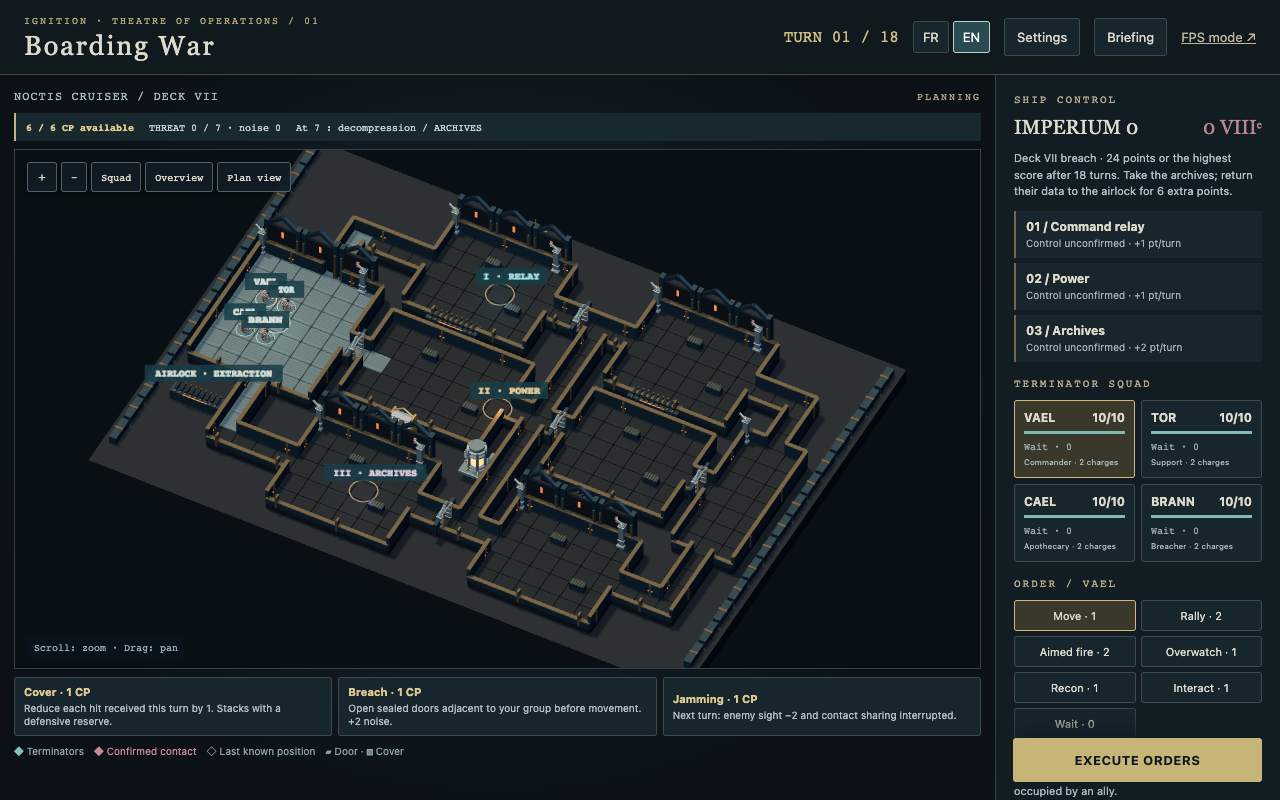 IGNITION · THEATRE OF OPERATIONS / 01
Boarding War
TURN 01 / 18
FR
EN
Settings
Briefing
FPS mode ↗
NOCTIS CRUISER / DECK VII
PLANNING
6 / 6 CP available THREAT 0 / 7 · noise 0 At 7 : decompression / ARCHIVES
+
−
Squad
Overview
Plan view
I · RELAY
TOR
BRANN
AIRLOCK · EXTRACTION
II · POWER
III · ARCHIVES
Scroll: zoom · Drag: pan
Cover · 1 CP
Reduce each hit received this turn by 1. Stacks with a
defensive reserve.
Breach · 1 CP
Open sealed doors adjacent to your group before movement.
+2 noise.
Jamming · 1 CP
Next turn: enemy sight −2 and contact sharing interrupted.
◆ Terminators ◆ Confirmed contact ◇ Last known position ▰ Door · ▩ Cover
SHIP CONTROL
IMPERIUM 0
0 VIIIᵉ
Deck VII breach · 24 points or the highest
score after 18 turns. Take the archives; return
their data to the airlock for 6 extra points.
01 / Command relay
Control unconfirmed · +1 pt/turn
02 / Power
Control unconfirmed · +1 pt/turn
03 / Archives
Control unconfirmed · +2 pt/turn
TERMINATOR SQUAD
VAEL 10/10
Wait · 0
Commander · 2 charges
TOR 10/10
Wait · 0
Support · 2 charges
CAEL 10/10
Wait · 0
Apothecary · 2 charges
BRANN 10/10
Wait · 0
Breacher · 2 charges
ORDER / VAEL
Move · 1
Rally · 2
Aimed fire · 2
Overwatch · 1
Recon · 1
Interact · 1
Wait · 0
EXECUTE ORDERS
occupied by an ally.